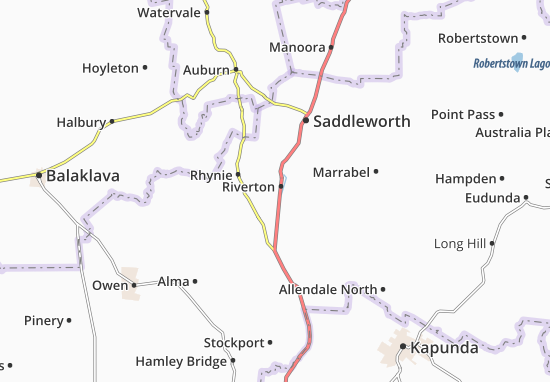 Watervale
Robertstown
Manoora
Robertstown Lago
Hoyleton
Auburn
Halbury
Saddleworth
Point Pass
Australia Pla
Balaklava
Rhynie
Riverton
Marrabel
Hampden
Eudunda
Long Hill
Owen
Alma
Allendale North
Pinery
Stockport
Kapunda
Hamley Bridge
s